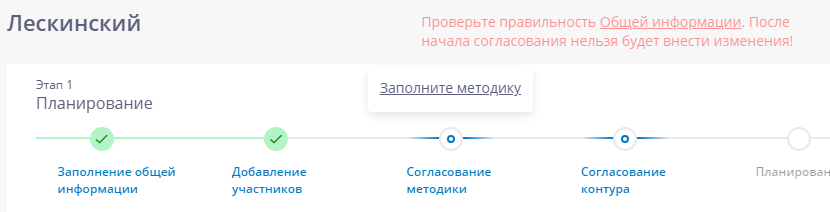 Лескинский
Проверьте правильность Общей информации. После
начала согласования нельзя будет внести изменения!
Этап 1
Планирование
Заполните методику
Заполнение общей
информации
Добавление
участников
Согласование
методики
Согласование
контура
Планирован